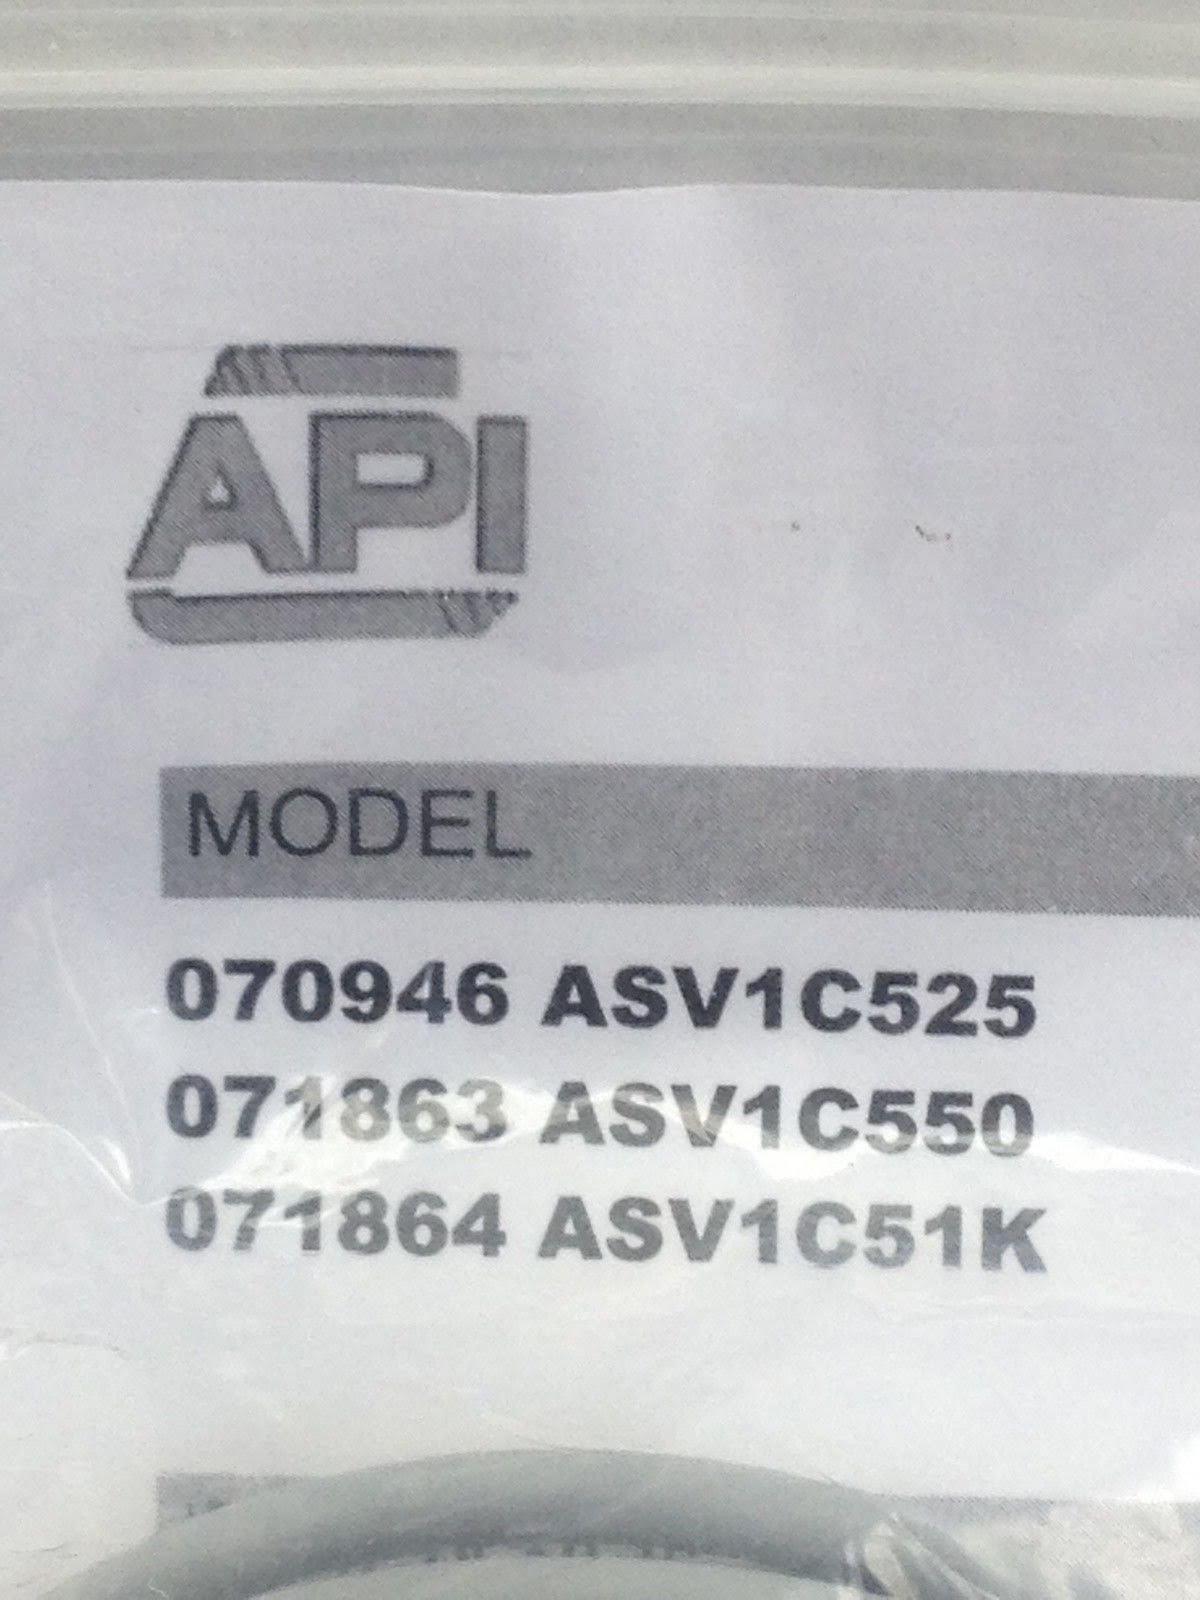 API
MODEL
070946 ASV1C525
071863 ASV1C550
071864 ASV1C51K